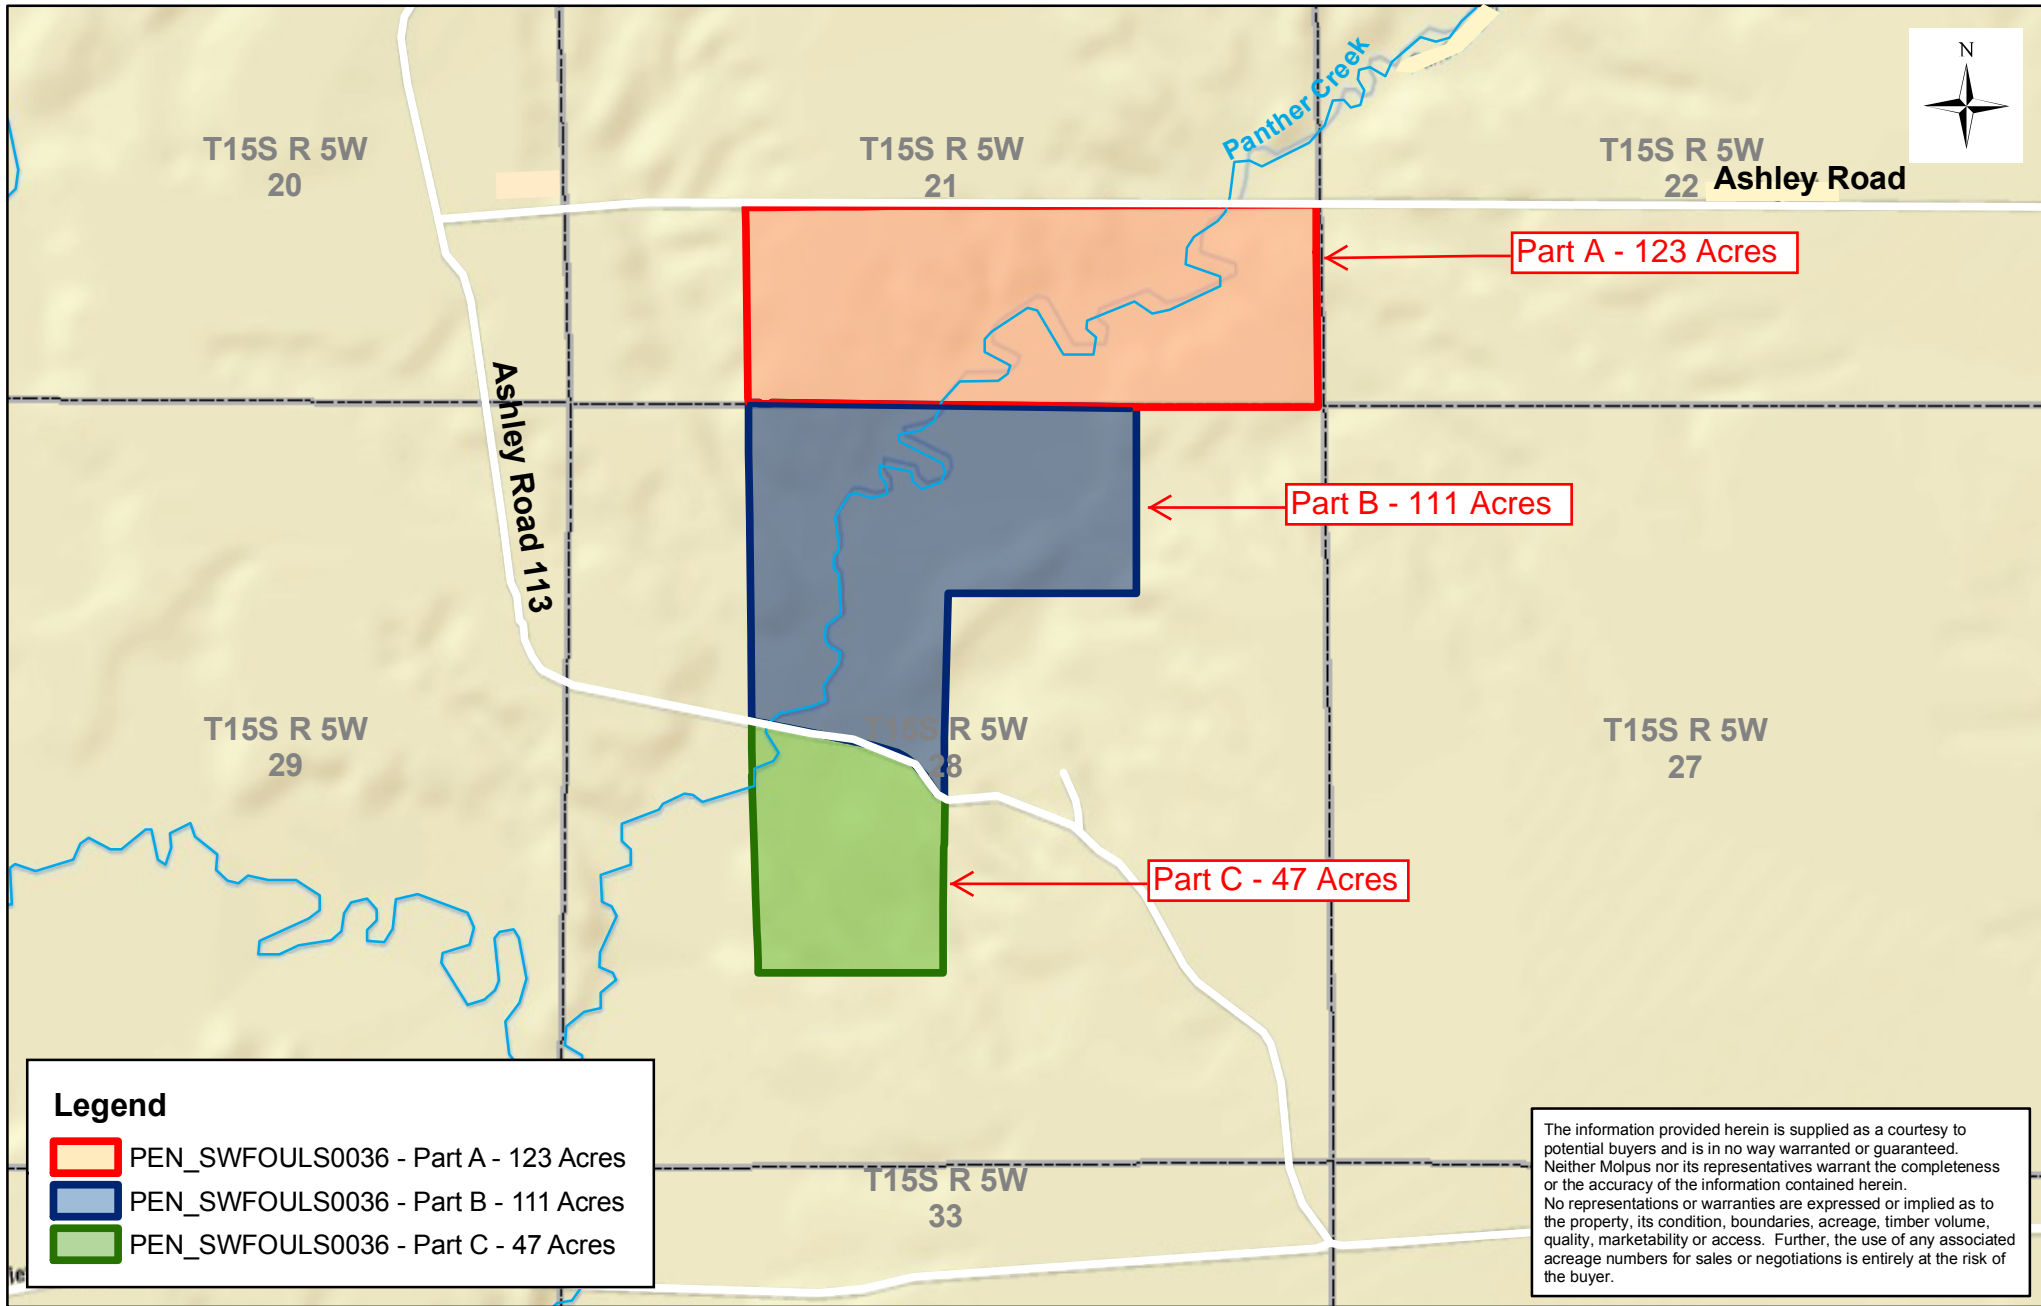 N
Panther Creek
T15S R 5W
20
T15S R 5W
21
T15S R 5W
22
Ashley Road
Part A - 123 Acres
Ashley Road 113
Part B - 111 Acres
T15S R 5W
29
T15S R 5W
28
T15S R 5W
27
Part C - 47 Acres
Legend
PEN_SWFOULS0036 - Part A - 123 Acres
PEN_SWFOULS0036 - Part B - 111 Acres
PEN_SWFOULS0036 - Part C - 47 Acres
T15S R 5W
33
The information provided herein is supplied as a courtesy to
potential buyers and is in no way warranted or guaranteed.
Neither Molpus nor its representatives warrant the completeness
or the accuracy of the information contained herein.
No representations or warranties are expressed or implied as to
the property, its condition, boundaries, acreage, timber volume,
quality, marketability or access.  Further, the use of any associated
acreage numbers for sales or negotiations is entirely at the risk of
the buyer.